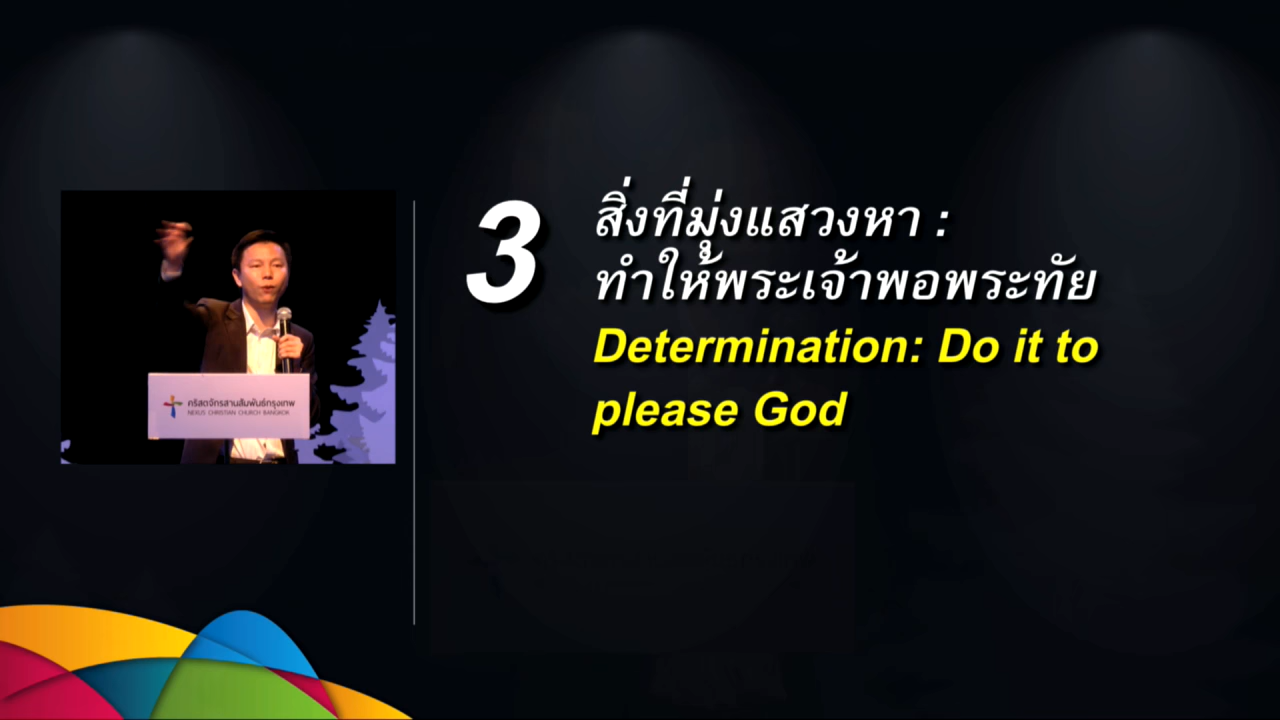 คริสตจักรสานสัมพันธ์กรุงเทพ
NEXUS CHRISTIAN CHURCH BANGKOK
3
สิ่งที่มุ่งแสวงหา :
ทำให้พระเจ้าพอพระทัย
Determination: Do it to
please God